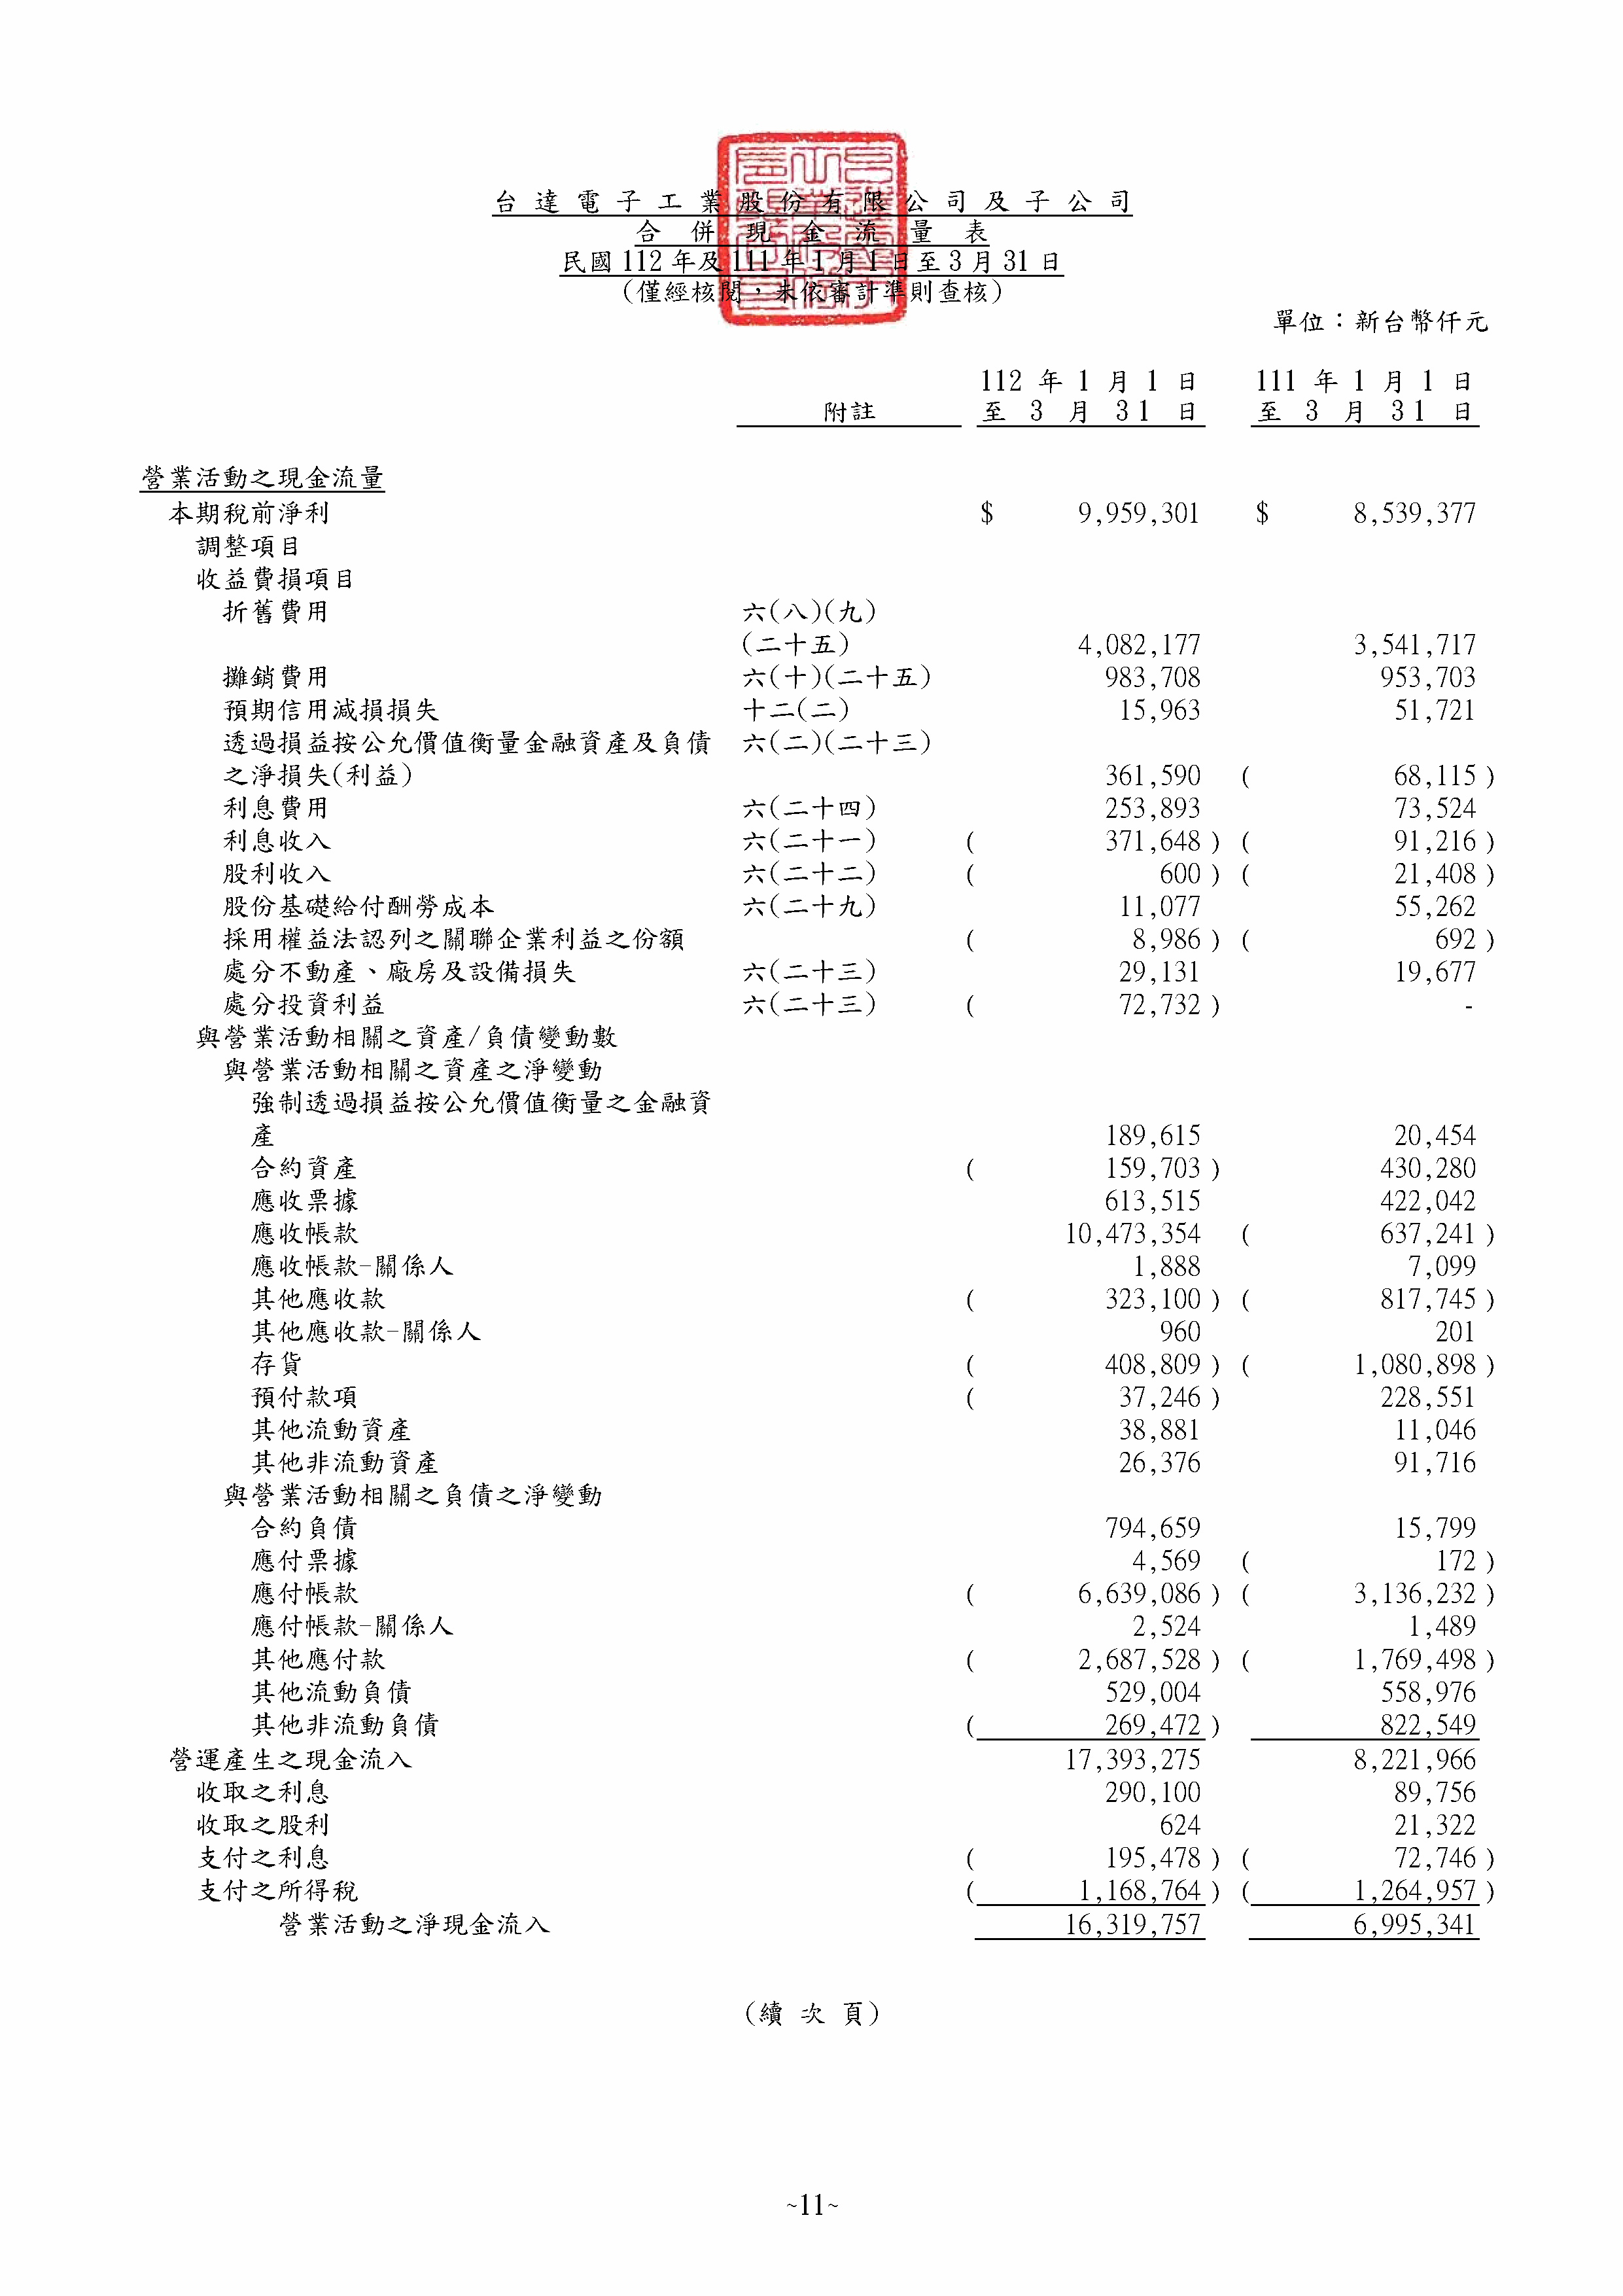 台達電子工業股份有限公司及子公司
合併現金流量表
民國 112 年及 111 年 1 月 1 日至 3 月 31 日
(僅經核閱,未依審計準則查核)
單位:新台幣仟元
112 年 1 月 1 日 111 年 1 月 1 日
附註 至 3 月 31 日 至 3 月 31 日
營業活動之現金流量
本期稅前淨利 $ 9,959,301 $ 8,539,377
調整項目
收益費損項目
折舊費用 六(八)(九)
(二十五) 4,082,177 3,541,717
攤銷費用 六(十)(二十五) 983,708 953,703
預期信用減損損失 十二(二) 15,963 51,721
透過損益按公允價值衡量金融資產及負債 六(二)(二十三)
之淨損失(利益) 361,590 ( 68,115 )
利息費用 六(二十四) 253,893 73,524
利息收入 六(二十一) ( 371,648 ) ( 91,216 )
股利收入 六(二十二) ( 600 ) ( 21,408 )
股份基礎給付酬勞成本 六(二十九) 11,077 55,262
採用權益法認列之關聯企業利益之份額 ( 8,986 ) ( 692 )
處分不動產、廠房及設備損失 六(二十三) 29,131 19,677
處分投資利益 六(二十三) ( 72,732 ) -
與營業活動相關之資產/負債變動數
與營業活動相關之資產之淨變動
強制透過損益按公允價值衡量之金融資
產 189,615 20,454
合約資產 ( 159,703 ) 430,280
應收票據 613,515 422,042
應收帳款 10,473,354 ( 637,241 )
應收帳款-關係人 1,888 7,099
其他應收款 ( 323,100 ) ( 817,745 )
其他應收款-關係人 960 201
存貨 ( 408,809 ) ( 1,080,898 )
預付款項 ( 37,246 ) 228,551
其他流動資產 38,881 11,046
其他非流動資產 26,376 91,716
與營業活動相關之負債之淨變動
合約負債 794,659 15,799
應付票據 4,569 ( 172 )
應付帳款 ( 6,639,086 ) ( 3,136,232 )
應付帳款-關係人 2,524 1,489
其他應付款 ( 2,687,528 ) ( 1,769,498 )
其他流動負債 529,004 558,976
其他非流動負債 ( 269,472 ) 822,549
營運產生之現金流入 17,393,275 8,221,966
收取之利息 290,100 89,756
收取之股利 624 21,322
支付之利息 ( 195,478 ) ( 72,746 )
支付之所得稅 ( 1,168,764 ) ( 1,264,957 )
營業活動之淨現金流入 16,319,757 6,995,341
(續次頁)
~11~